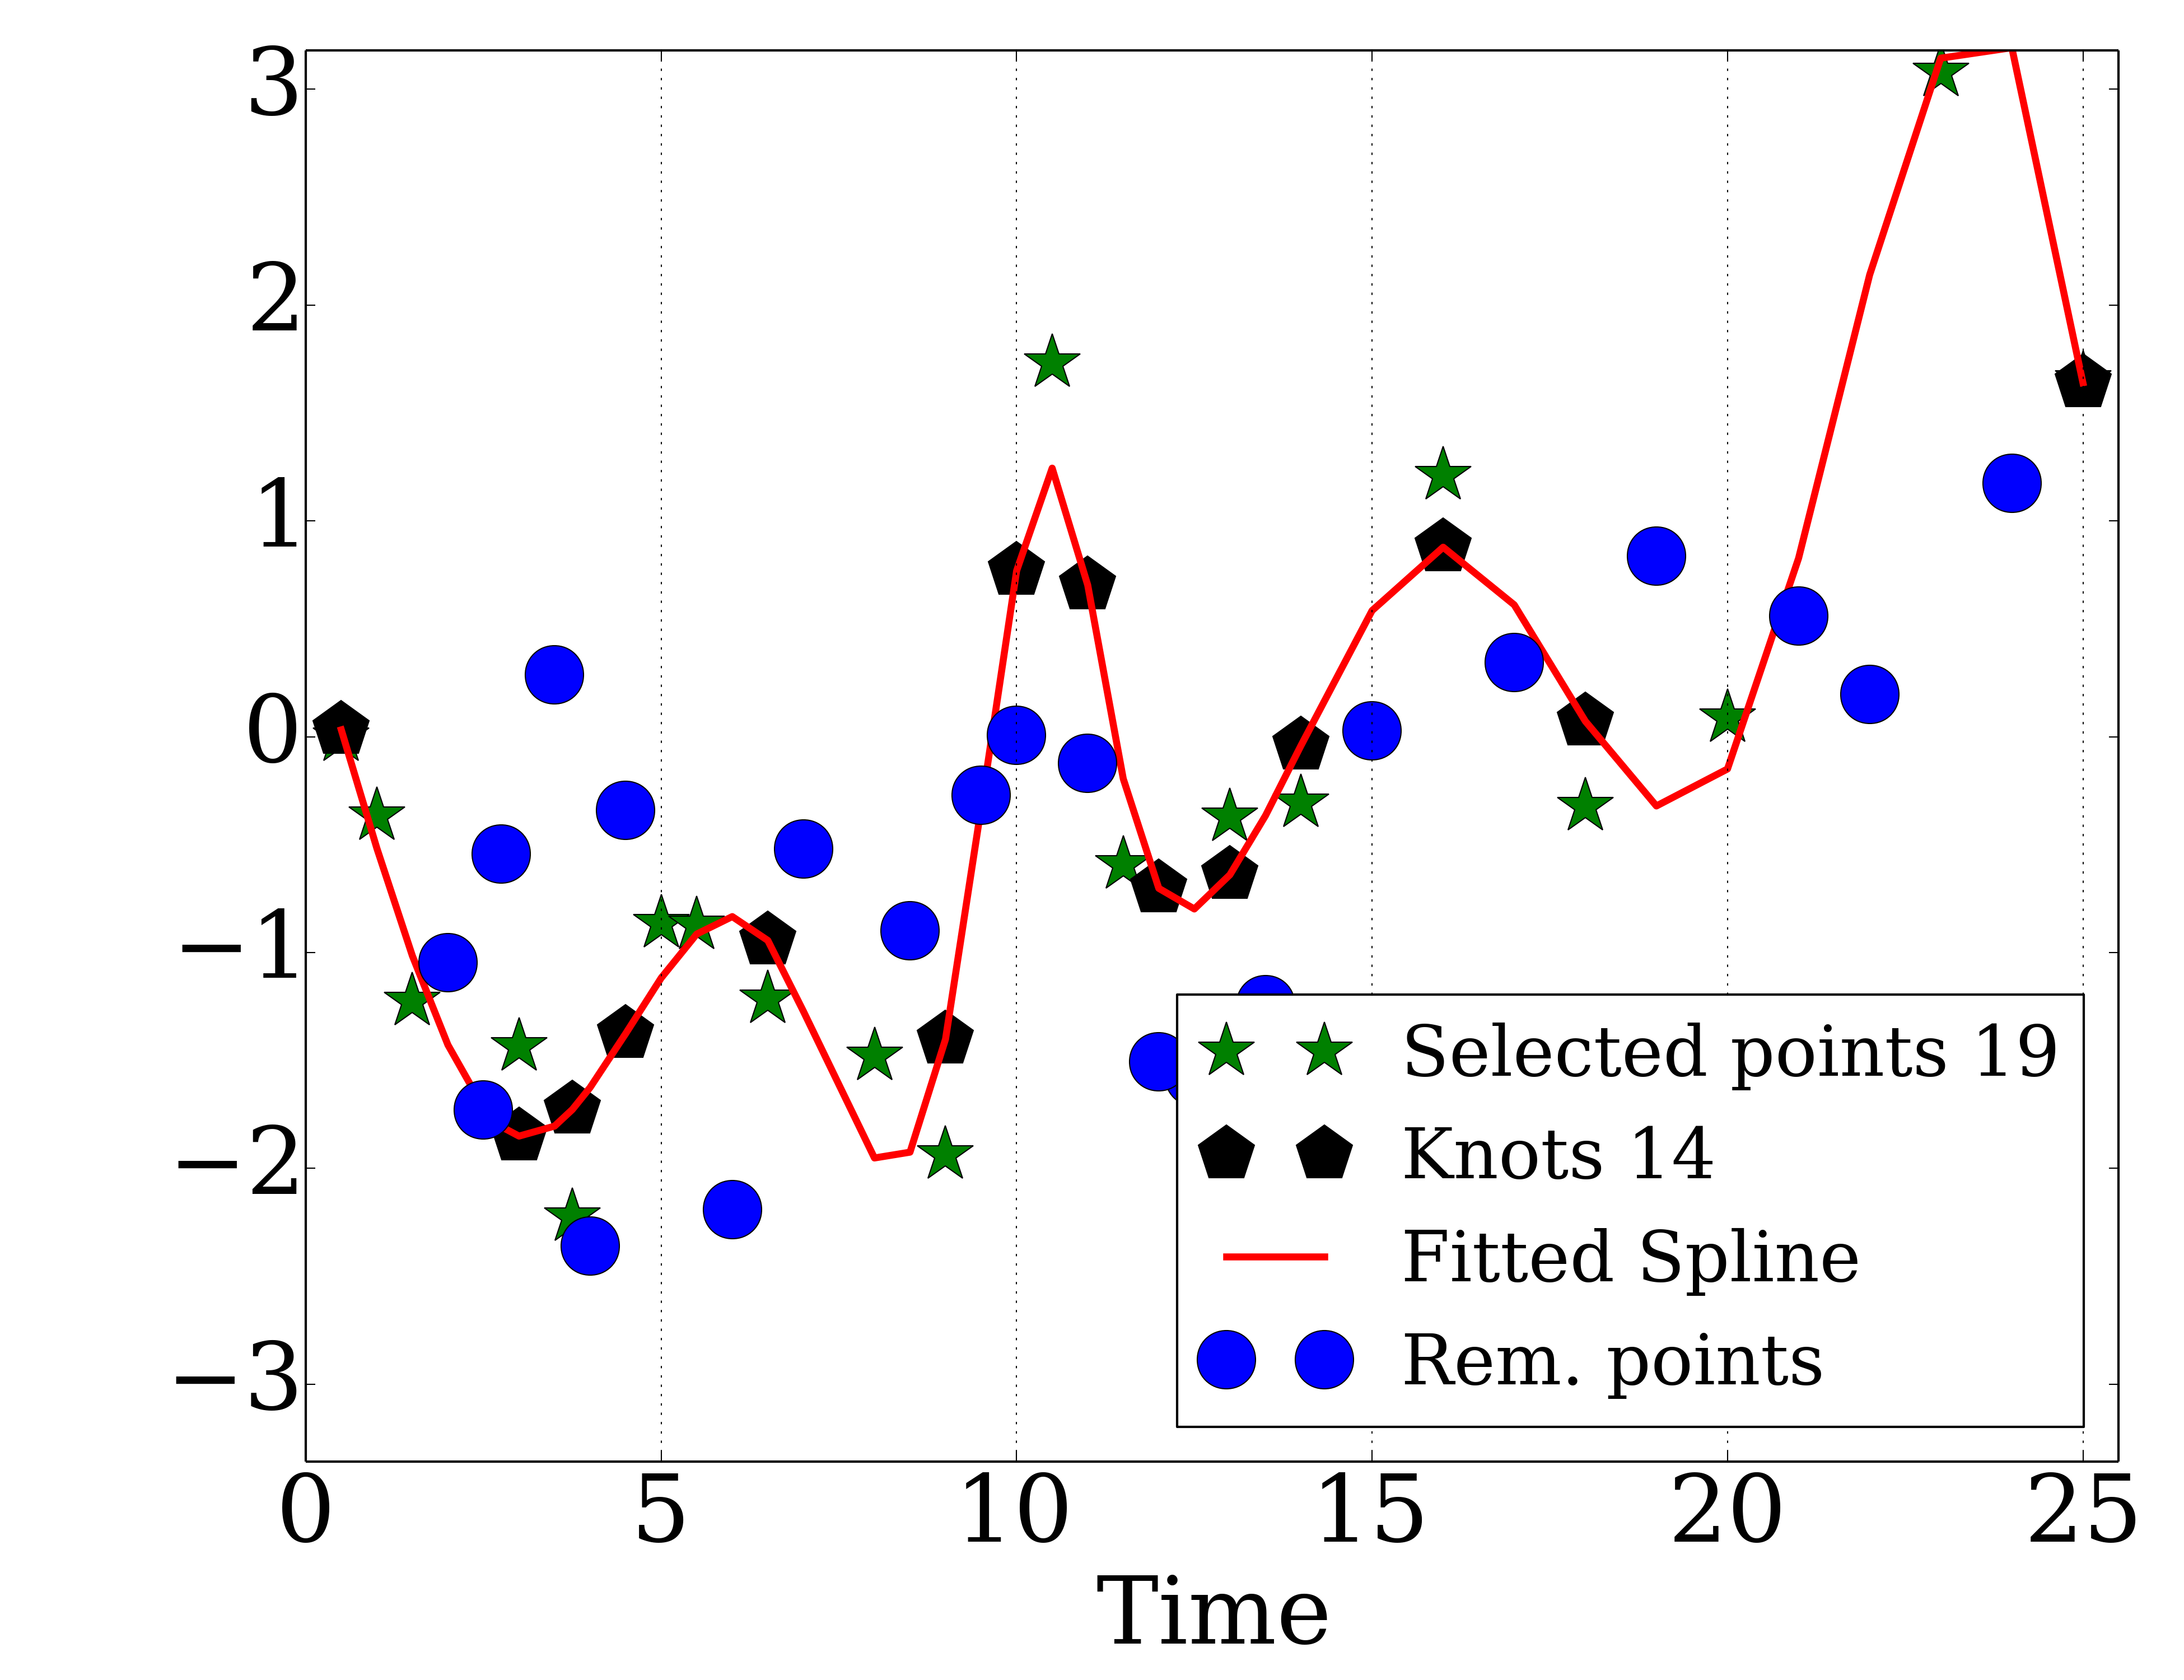 3
2
1
0
−1
−2
−3
0 5 10 15 20 25
Time
Selected points 19
Knots 14
Fitted Spline
Rem. points